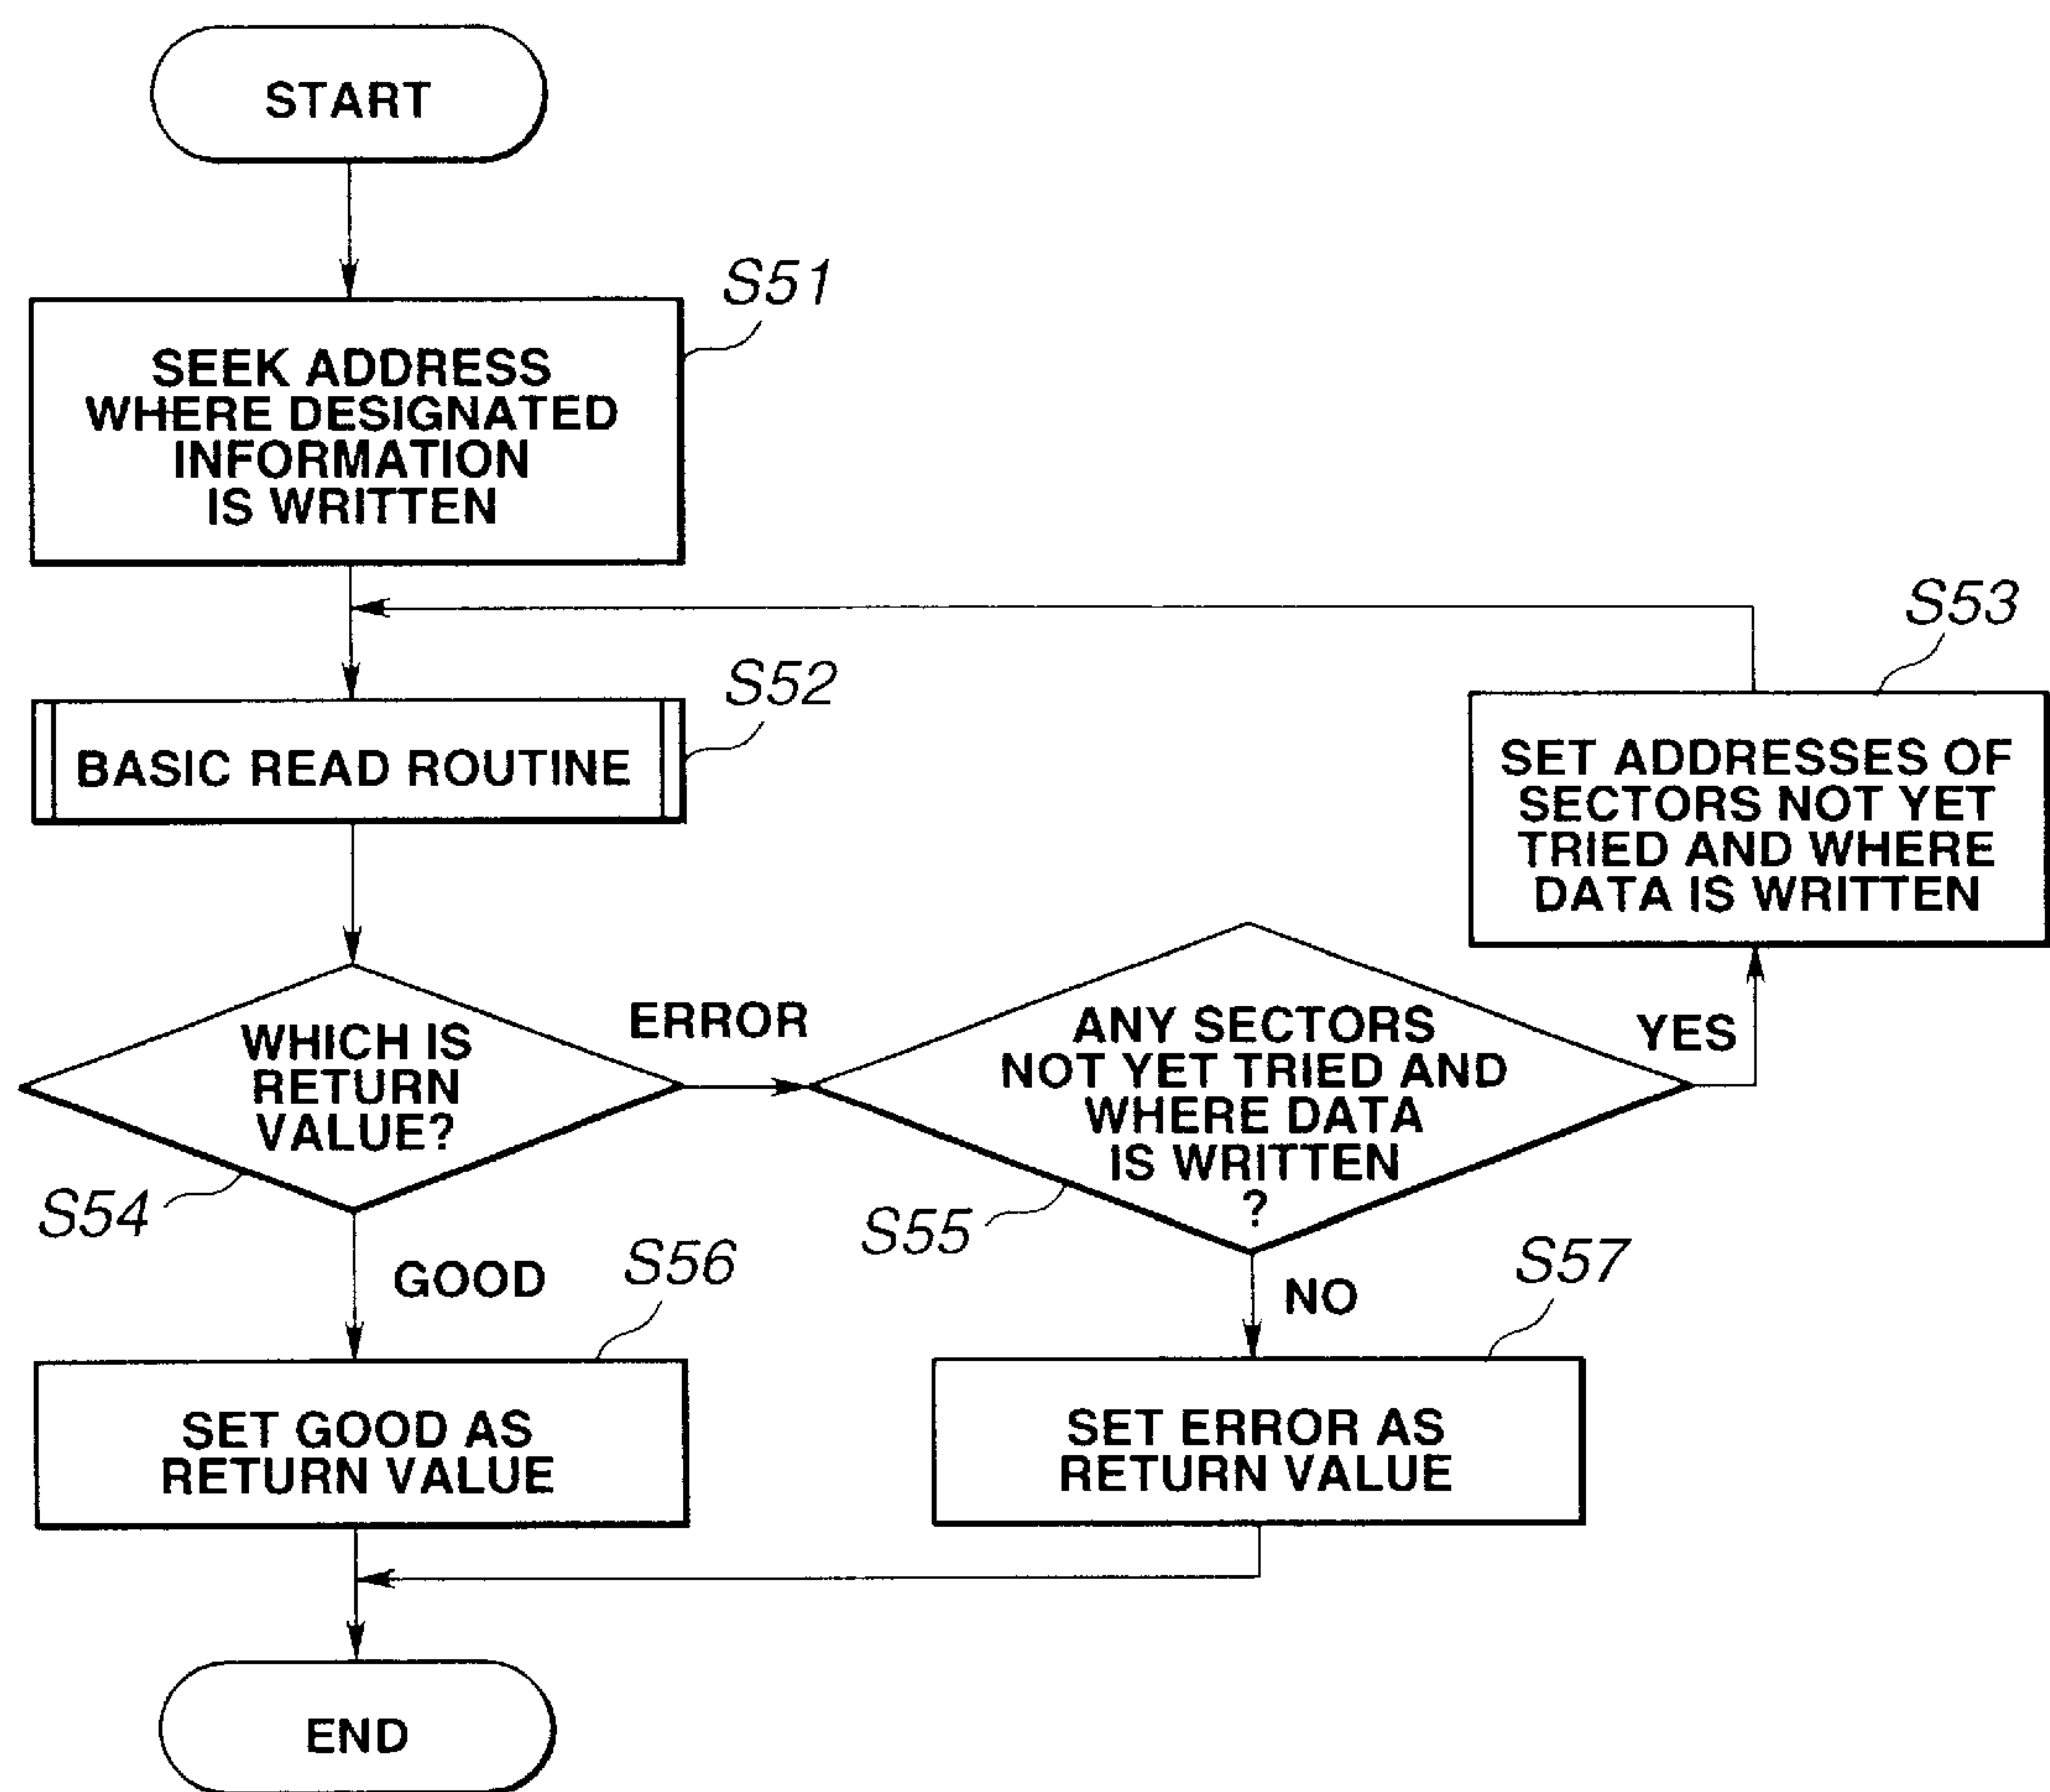 START
S51
SEEK ADDRESS
WHERE DESIGNATED
INFORMATION
IS WRITTEN
S53
S52
BASIC READ ROUTINE
SET ADDRESSES OF
SECTORS NOT YET
TRIED AND WHERE
DATA IS WRITTEN
WHICH IS
RETURN
VALUE?
ERROR
ANY SECTORS
NOT YET TRIED AND
WHERE DATA
IS WRITTEN
?
YES
S54
S55
GOOD
S56
NO
S57
SET GOOD AS
RETURN VALUE
SET ERROR AS
RETURN VALUE
END